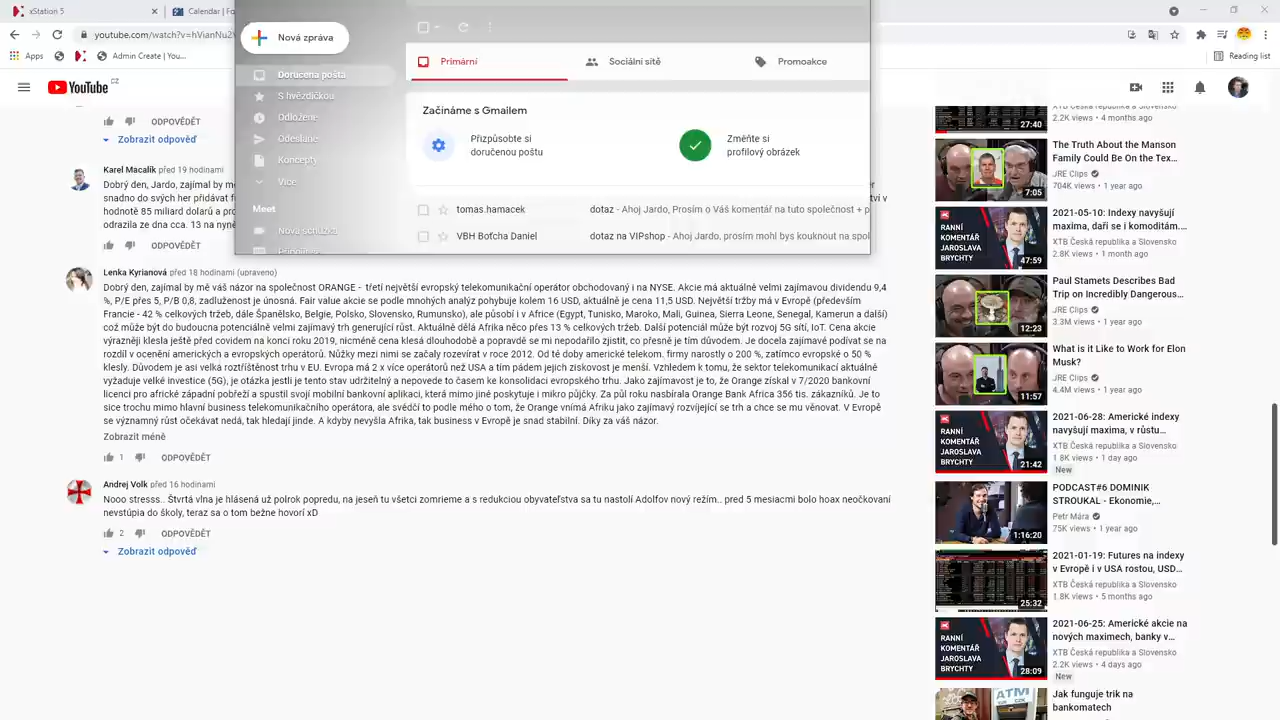 xStation 5
Calendar | Fo
youtube.com/watch?v=hVianNu2V
Apps
Admin Create | You...
Reading list
YouTube CZ
Nová zpráva
Doručená pošta
S hvězdičkou
Odložené
Odeslané
Koncepty
Více
Meet
Nová schůzka
Primární
Sociální sítě
Promoakce
Začínáme s Gmailem
Přizpůsobte si
doručenou poštu
Změňte si
profilový obrázek
tomas.hamacek dotaz - Ahoj Jardo, Prosím o Váš komentář na tuto společnost + p
VBH Boťcha Daniel dotaz na VIPshop - Ahoj Jardo, prosím mohl bys kouknout na spol
ODPOVĚDĚT
Zobrazit odpověď
Karel Macalík před 19 hodinami
Dobrý den, Jardo, zajímal by mě
snadno do svých her přidávat f
hodnotě 85 miliard dolarů a pro
odrazila ze dna cca. 13 na nyně
ODPOVĚDĚT
Lenka Kyrianová před 18 hodinami (upraveno)
Dobrý den, zajímal by mě váš názor na společnost ORANGE - třetí největší evropský telekomunikační operátor obchodovaný i na NYSE. Akcie má aktuálně velmi zajímavou dividendu 9,4
%, P/E přes 5, P/B 0,8, zadluženost je únosná. Fair value akcie se podle mnohých analýz pohybuje kolem 16 USD, aktuálně je cena 11,5 USD. Největší tržby má v Evropě (především
Francie - 42 % celkových tržeb, dále Španělsko, Belgie, Polsko, Slovensko, Rumunsko), ale působí i v Africe (Egypt, Tunisko, Maroko, Mali, Guinea, Sierra Leone, Senegal, Kamerun a další)
což může být do budoucna potenciálně velmi zajímavý trh generující růst. Aktuálně dělá Afrika něco přes 13 % celkových tržeb. Další potenciál může být rozvoj 5G sítí, IoT. Cena akcie
výrazněji klesla ještě před covidem na konci roku 2019, nicméně cena klesá dlouhodobě a popravdě se mi nepodařilo zjistit, co přesně je tím důvodem. Je docela zajímavé podívat se na
rozdíl v ocenění amerických a evropských operátorů. Nůžky mezi nimi se začaly rozevírat v roce 2012. Od té doby americké telekom. firmy narostly o 200 %, zatímco evropské o 50 %
klesly. Důvodem je asi velká roztříštěnost trhu v EU. Evropa má 2 x více operátorů než USA a tím pádem jejich ziskovost je menší. Vzhledem k tomu, že sektor telekomunikací aktuálně
vyžaduje velké investice (5G), je otázka jestli je tento stav udržitelný a nepovede to časem ke konsolidaci evropského trhu. Jako zajímavost je to, že Orange získal v 7/2020 bankovní
licenci pro africké západní pobřeží a spustil svojí mobilní bankovní aplikaci, která mimo jiné poskytuje i mikro půjčky. Za půl roku nasbírala Orange Bank Africa 356 tis. zákazníků. Je to
sice trochu mimo hlavní business telekomunikačního operátora, ale svědčí to podle mého o tom, že Orange vnímá Afriku jako zajímavý rozvíjející se trh a chce se mu věnovat. V Evropě
se významný růst očekávat nedá, tak hledají jinde. A kdyby nevyšla Afrika, tak business v Evropě je snad stabilní. Díky za váš názor.
Zobrazit méně
1 ODPOVĚDĚT
Andrej Volk před 16 hodinami
Nooo stresss.. Štvrtá vlna je hlásená už polrok popredu, na jeseň tu všetci zomrieme a s redukcou obyvateľstva sa tu nastolí Adolfov nový režim.. pred 5 mesiacmi bolo hoax neočkovaní
nevstúpia do školy, teraz sa o tom bežne hovorí xD
2 ODPOVĚDĚT
Zobrazit odpověď
27:40
XTB Česká republika a Slovensko
2.2K views • 4 months ago
7:05
The Truth About the Manson
Family Could Be On the Tex...
JRE Clips
704K views • 1 year ago
RANNÍ
KOMENTÁŘ
JAROSLAVA
BRYCHTY
47:59
2021-05-10: Indexy navyšují
maxima, daří se i komoditám....
XTB Česká republika a Slovensko
2.8K views • 1 month ago
12:23
Paul Stamets Describes Bad
Trip on Incredibly Dangerous...
JRE Clips
3.3M views • 1 year ago
11:57
What is it Like to Work for Elon
Musk?
JRE Clips
4.4M views • 1 year ago
RANNÍ
KOMENTÁŘ
JAROSLAVA
BRYCHTY
21:42
2021-06-28: Americké indexy
navyšují maxima, v růstu...
XTB Česká republika a Slovensko
1.8K views • 1 day ago
New
1:16:20
PODCAST#6 DOMINIK
STROUKAL - Ekonomie,...
Petr Mára
75K views • 1 year ago
25:32
2021-01-19: Futures na indexy
v Evropě i v USA rostou, USD...
XTB Česká republika a Slovensko
1.8K views • 5 months ago
RANNÍ
KOMENTÁŘ
JAROSLAVA
BRYCHTY
28:09
2021-06-25: Americké akcie na
nových maximech, banky v...
XTB Česká republika a Slovensko
2.2K views • 4 days ago
New
ATM
Jak funguje trik na
bankomatech